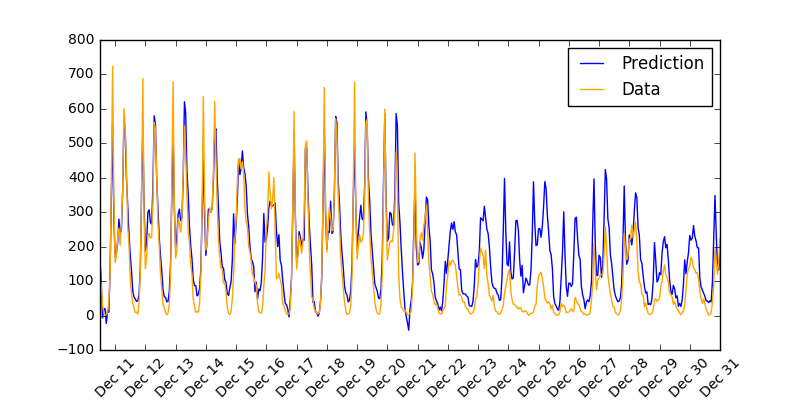 800
700
600
500
400
300
200
100
0
−100
Prediction
Data
Dec 11
Dec 12
Dec 13
Dec 14
Dec 15
Dec 16
Dec 17
Dec 18
Dec 19
Dec 20
Dec 21
Dec 22
Dec 23
Dec 24
Dec 25
Dec 26
Dec 27
Dec 28
Dec 29
Dec 30
Dec 31